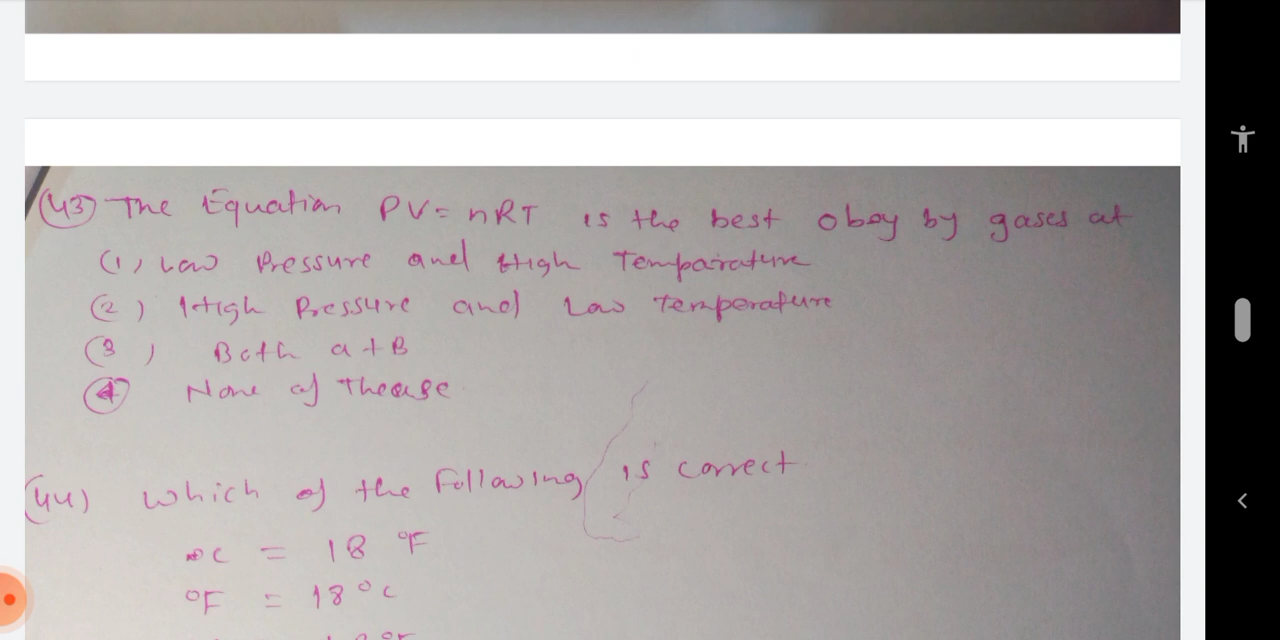 (43) The Equation PV = nRT is the best obey by gases at
(1) Low Pressure and High Temparature
(2) High Pressure and Low temperature
(3) Both a + B
(4) None of Thease
(44) which of the following is correct
°C = 18 °F
°F = 18°C